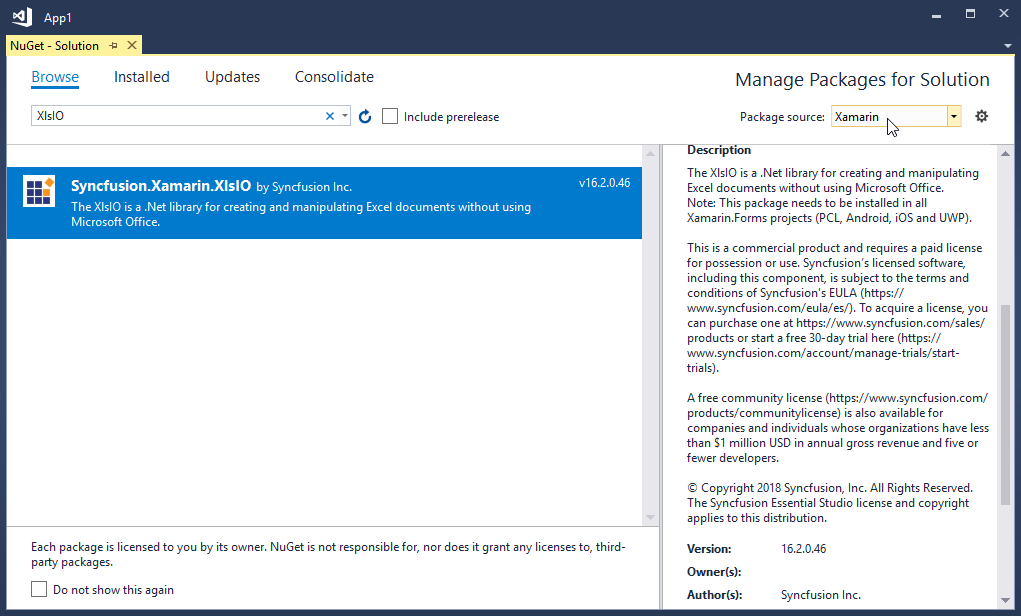 App1
NuGet - Solution
Browse Installed Updates Consolidate
Manage Packages for Solution
XlsIO
Include prerelease
Package source: Xamarin
Syncfusion.Xamarin.XlsIO by Syncfusion Inc.
v16.2.0.46
The XlsIO is a .Net library for creating and manipulating Excel documents without using
Microsoft Office.
Each package is licensed to you by its owner. NuGet is not responsible for, nor does it grant any licenses to, third-
party packages.
Do not show this again
Description
The XlsIO is a .Net library for creating and manipulating
Excel documents without using Microsoft Office.
Note: This package needs to be installed in all
Xamarin.Forms projects (PCL, Android, iOS and UWP).
This is a commercial product and requires a paid license
for possession or use. Syncfusion's licensed software,
including this component, is subject to the terms and
conditions of Syncfusion's EULA (https://
www.syncfusion.com/eula/es/). To acquire a license, you
can purchase one at https://www.syncfusion.com/sales/
products or start a free 30-day trial here (https://
www.syncfusion.com/account/manage-trials/start-
trials).
A free community license (https://www.syncfusion.com/
products/communitylicense) is also available for
companies and individuals whose organizations have less
than $1 million USD in annual gross revenue and five or
fewer developers.
© Copyright 2018 Syncfusion, Inc. All Rights Reserved.
The Syncfusion Essential Studio license and copyright
applies to this distribution.
Version: 16.2.0.46
Owner(s):
Author(s): Syncfusion Inc.